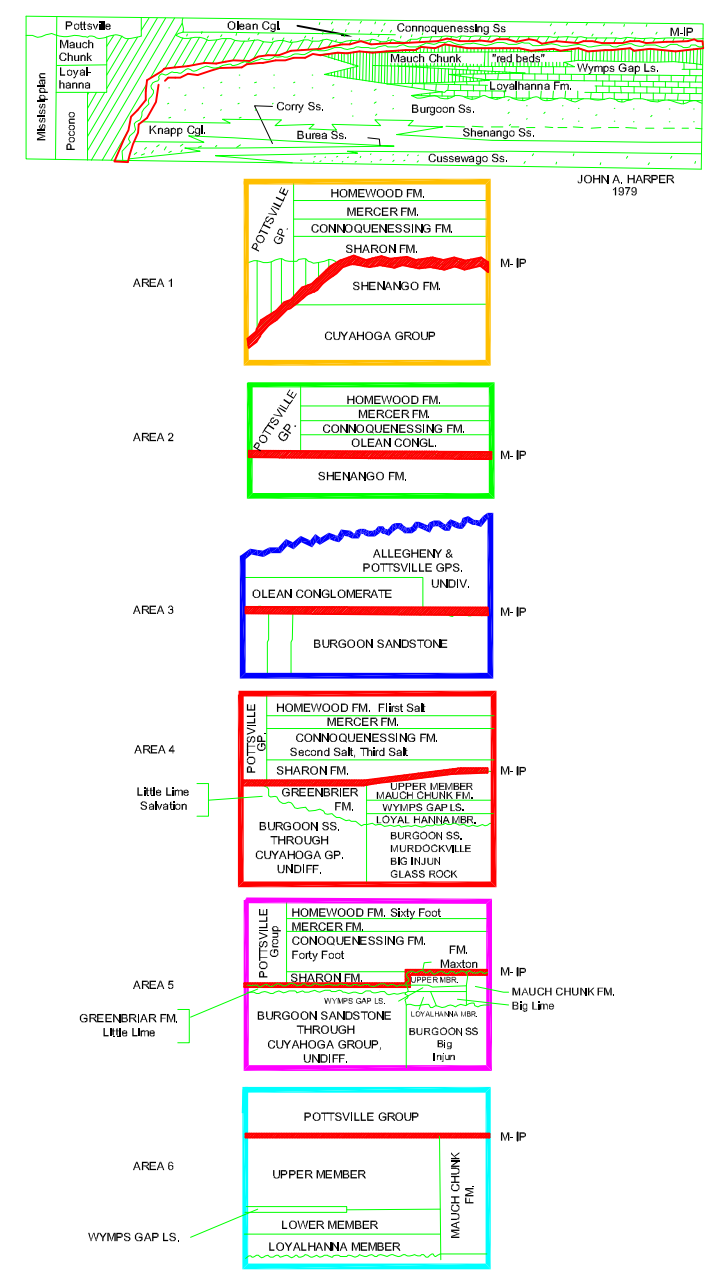 Pottsville
Olean Cgl.
Connoquenessing Ss
M-IP
Mauch
Chunk
Mauch Chunk "red beds"
Wymps Gap Ls.
Loyal-
hanna
Loyalhanna Fm.
Mississippian
Pocono
Corry Ss.
Burgoon Ss.
Knapp Cgl.
Burea Ss.
Shenango Ss.
Cussewago Ss.
JOHN A. HARPER
1979
AREA 1
POTTSVILLE
GP.
HOMEWOOD FM.
MERCER FM.
CONNOQUENESSING FM.
SHARON FM.
M-IP
SHENANGO FM.
CUYAHOGA GROUP
AREA 2
POTTSVILLE
GP.
HOMEWOOD FM.
MERCER FM.
CONNOQUENESSING FM.
OLEAN CONGL.
M-IP
SHENANGO FM.
AREA 3
ALLEGHENY &
POTTSVILLE GPS.
UNDIV.
OLEAN CONGLOMERATE
M-IP
BURGOON SANDSTONE
AREA 4
POTTSVILLE
GP.
HOMEWOOD FM. Flirst Salt
MERCER FM.
CONNOQUENESSING FM.
Second Salt, Third Salt
SHARON FM.
M-IP
Little Lime
Salvation
GREENBRIER
FM.
UPPER MEMBER
MAUCH CHUNK FM.
WYMPS GAP LS.
LOYAL HANNA MBR.
BURGOON SS.
THROUGH
CUYAHOGA GP.
UNDIFF.
BURGOON SS.
MURDOCKVILLE
BIG INJUN
GLASS ROCK
AREA 5
POTTSVILLE
Group
HOMEWOOD FM. Sixty Foot
MERCER FM.
CONOQUENESSING FM.
Forty Foot
SHARON FM.
FM.
Maxton
M-IP
UPPER MBR.
MAUCH CHUNK FM.
Big Lime
WYMPS GAP LS.
LOYALHANNA MBR.
GREENBRIAR FM.
Little Lime
BURGOON SANDSTONE
THROUGH
CUYAHOGA GROUP,
UNDIFF.
BURGOON SS
Big
Injun
AREA 6
POTTSVILLE GROUP
M-IP
UPPER MEMBER
MAUCH CHUNK
FM.
WYMPS GAP LS.
LOWER MEMBER
LOYALHANNA MEMBER